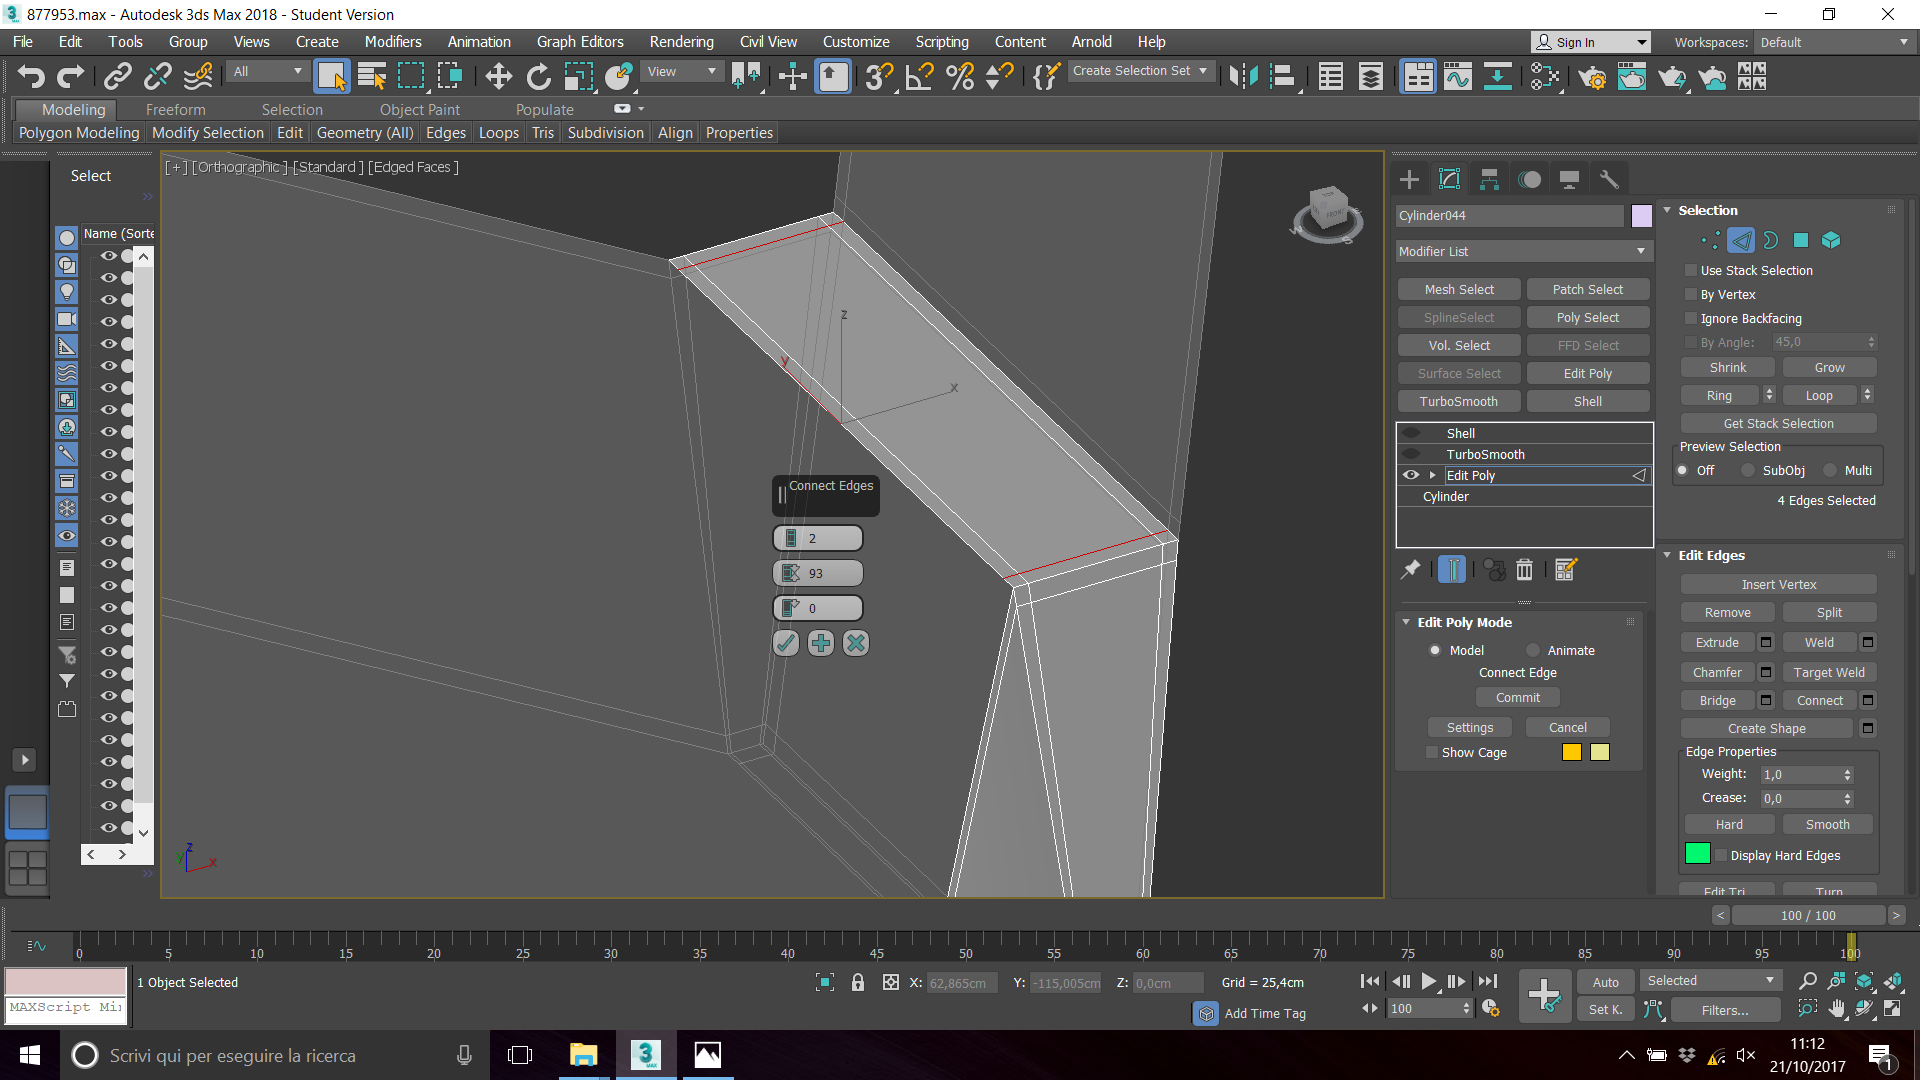 877953.max - Autodesk 3ds Max 2018 - Student Version
File Edit Tools Group Views Create Modifiers Animation Graph Editors Rendering Civil View Customize Scripting Content Arnold Help
Sign In
Workspaces: Default
All
View
Create Selection Set
Modeling Freeform Selection Object Paint Populate
Polygon Modeling Modify Selection Edit Geometry (All) Edges Loops Tris Subdivision Align Properties
Select
Name (Sorte
[ + ] [Orthographic ] [Standard ] [Edged Faces ]
FRONT
z
y
x
Connect Edges
2
93
0
z
y
x
Cylinder044
Modifier List
Mesh Select Patch Select
SplineSelect Poly Select
Vol. Select FFD Select
Surface Select Edit Poly
TurboSmooth Shell
Shell
TurboSmooth
Edit Poly
Cylinder
Edit Poly Mode
Model Animate
Connect Edge
Commit
Settings Cancel
Show Cage
Selection
Use Stack Selection
By Vertex
Ignore Backfacing
By Angle: 45,0
Shrink Grow
Ring Loop
Get Stack Selection
Preview Selection
Off SubObj Multi
4 Edges Selected
Edit Edges
Insert Vertex
Remove Split
Extrude Weld
Chamfer Target Weld
Bridge Connect
Create Shape
Edge Properties
Weight: 1,0
Crease: 0,0
Hard Smooth
Display Hard Edges
Edit Tri. Turn
< 100 / 100 >
0 5 10 15 20 25 30 35 40 45 50 55 60 65 70 75 80 85 90 95 100
1 Object Selected
X: 62,865cm Y: -115,005cm Z: 0,0cm Grid = 25,4cm
Auto Selected
MAXScript Mi
Add Time Tag
100
Set K. Filters...
Scrivi qui per eseguire la ricerca
3
MAX
11:12
21/10/2017
1